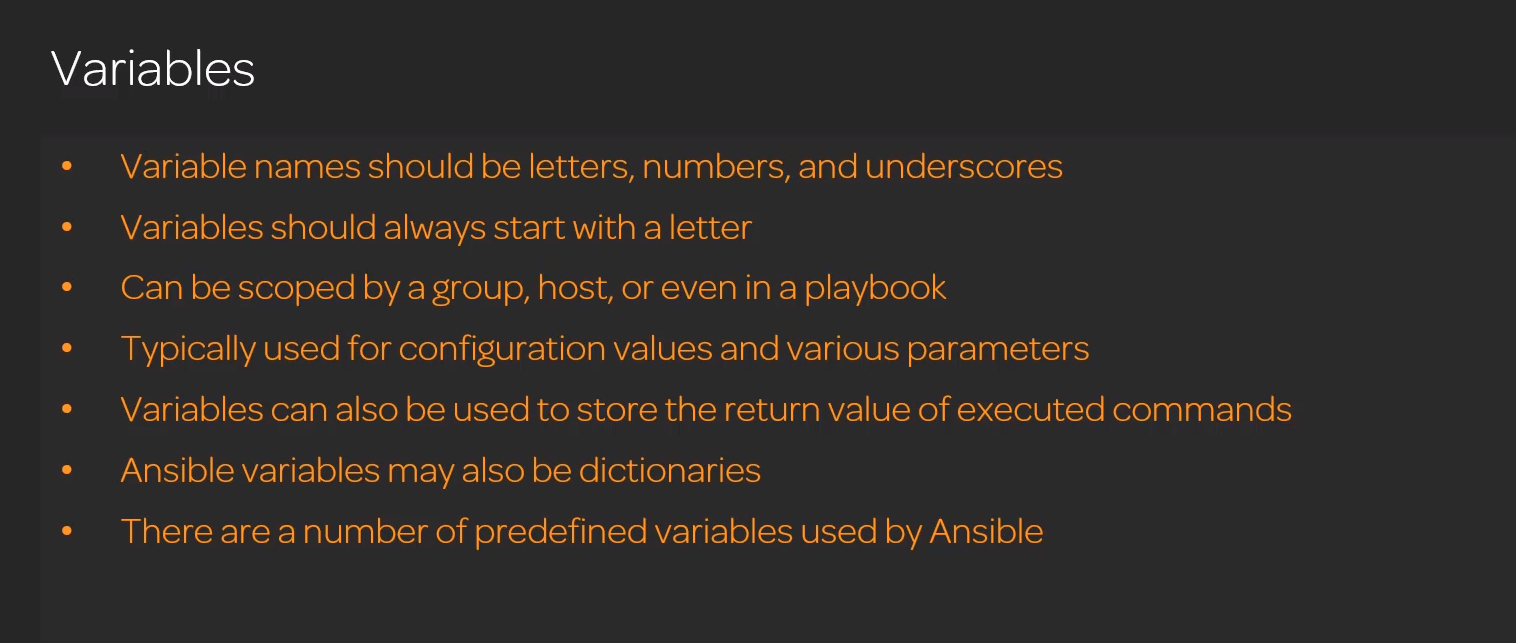 Variables
• Variable names should be letters, numbers, and underscores
• Variables should always start with a letter
• Can be scoped by a group, host, or even in a playbook
• Typically used for configuration values and various parameters
• Variables can also be used to store the return value of executed commands
• Ansible variables may also be dictionaries
• There are a number of predefined variables used by Ansible